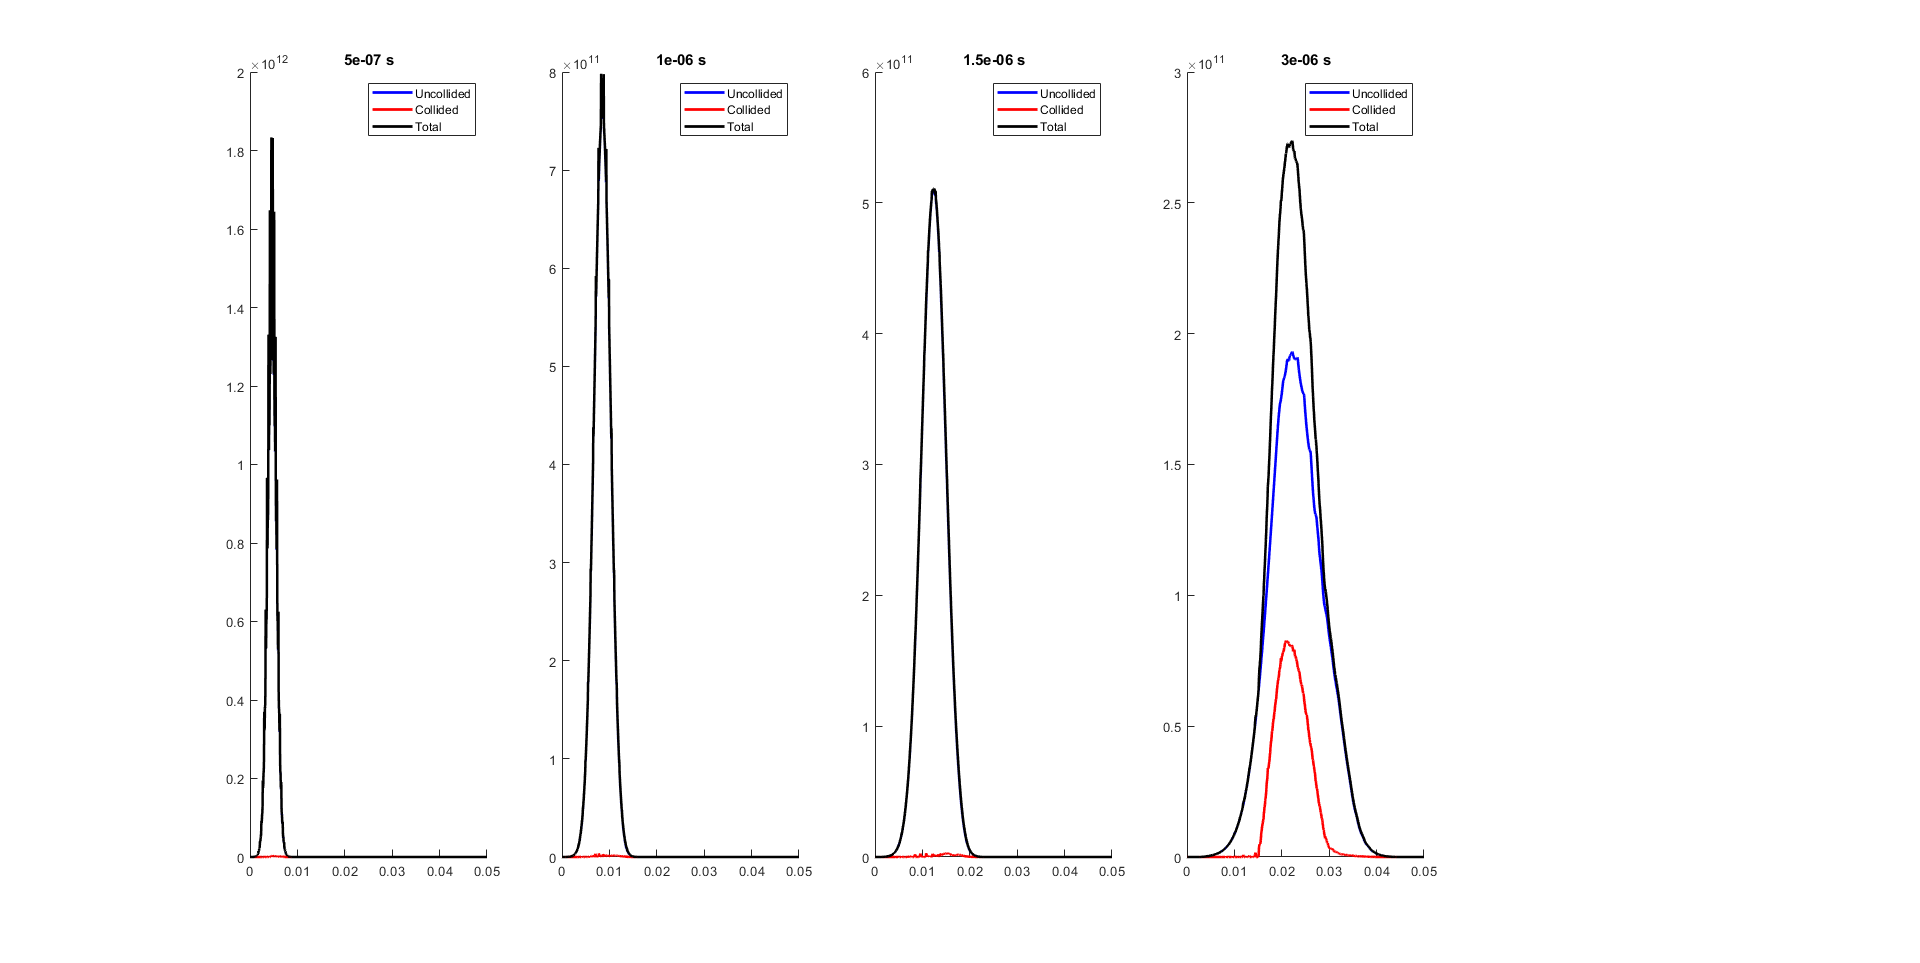 ×10^12
5e-07 s
2
1.8
1.6
1.4
1.2
1
0.8
0.6
0.4
0.2
0
0 0.01 0.02 0.03 0.04 0.05
Uncollided
Collided
Total
×10^11
1e-06 s
8
7
6
5
4
3
2
1
0
0 0.01 0.02 0.03 0.04 0.05
Uncollided
Collided
Total
×10^11
1.5e-06 s
6
5
4
3
2
1
0
0 0.01 0.02 0.03 0.04 0.05
Uncollided
Collided
Total
×10^11
3e-06 s
3
2.5
2
1.5
1
0.5
0
0 0.01 0.02 0.03 0.04 0.05
Uncollided
Collided
Total